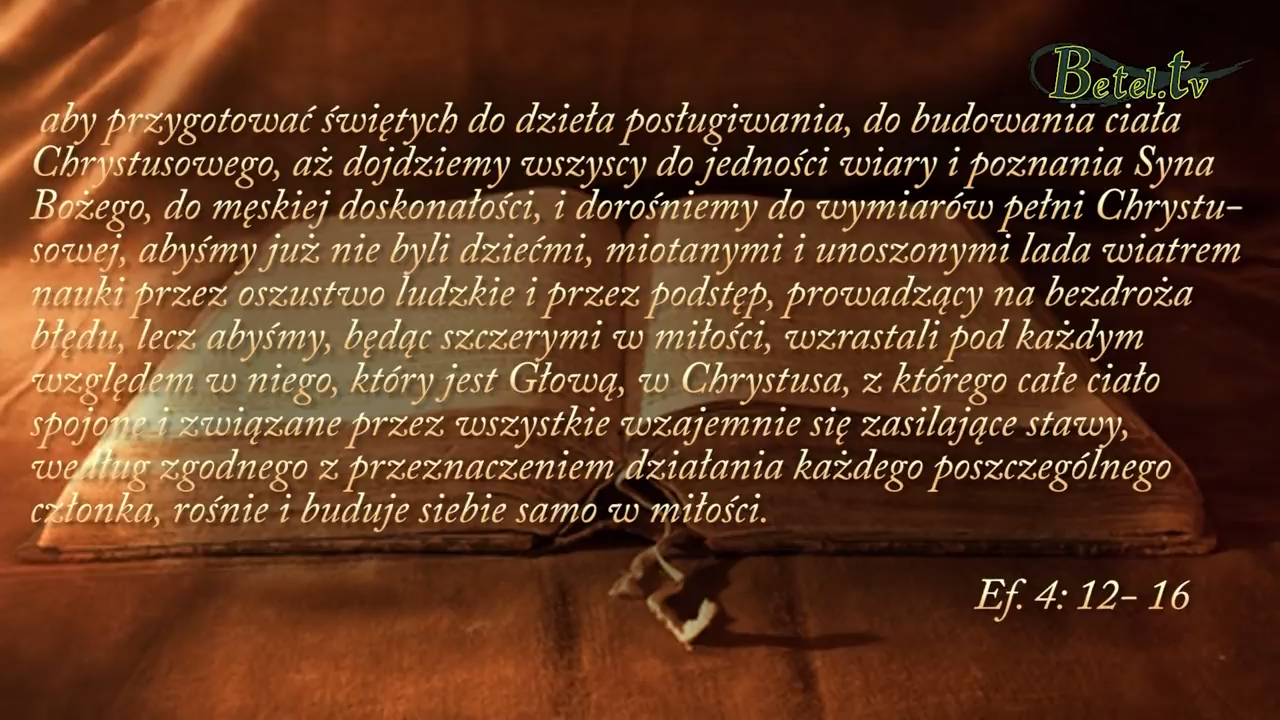 Betel.tv
aby przygotować świętych do dzieła posługiwania, do budowania ciała
Chrystusowego, aż dojdziemy wszyscy do jedności wiary i poznania Syna
Bożego, do męskiej doskonałości, i dorośniemy do wymiarów pełni Chrystu-
sowej, abyśmy już nie byli dziećmi, miotanymi i unoszonymi lada wiatrem
nauki przez oszustwo ludzkie i przez podstęp, prowadzący na bezdroża
błędu, lecz abyśmy, będąc szczerymi w miłości, wzrastali pod każdym
względem w niego, który jest Głową, w Chrystusa, z którego całe ciało
spojone i związane przez wszystkie wzajemnie się zasilające stawy,
według zgodnego z przeznaczeniem działania każdego poszczególnego
członka, rośnie i buduje siebie samo w miłości.
Ef. 4: 12- 16